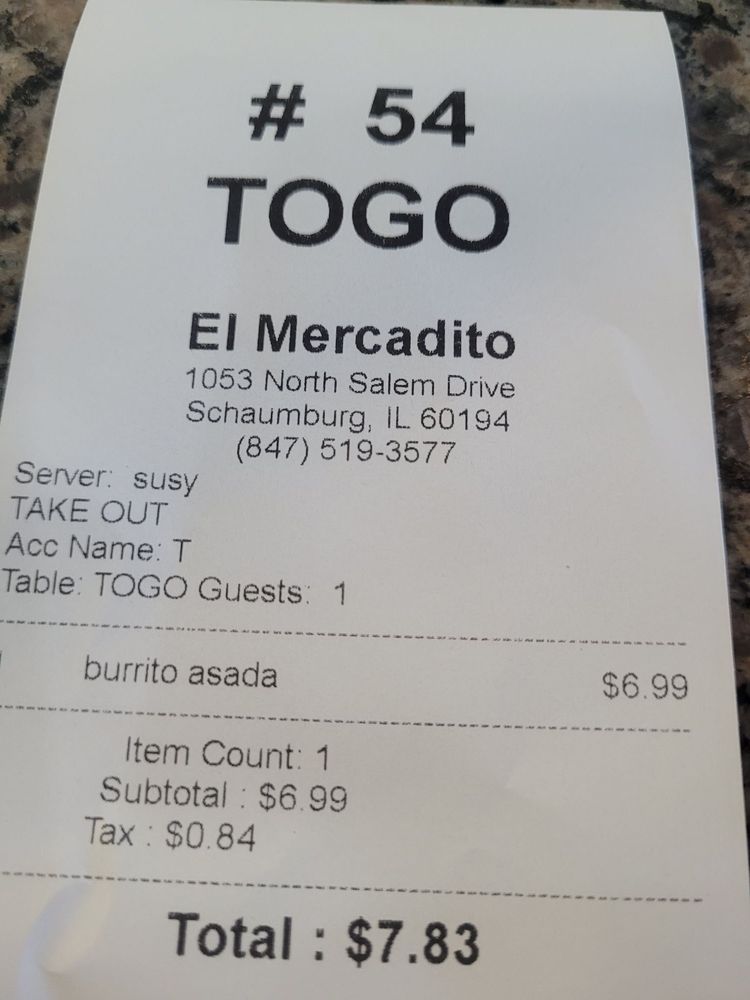 # 54
TOGO
El Mercadito
1053 North Salem Drive
Schaumburg, IL 60194
(847) 519-3577
Server: susy
TAKE OUT
Acc Name: T
Table: TOGO Guests: 1
burrito asada $6.99
Item Count: 1
Subtotal : $6.99
Tax : $0.84
Total : $7.83